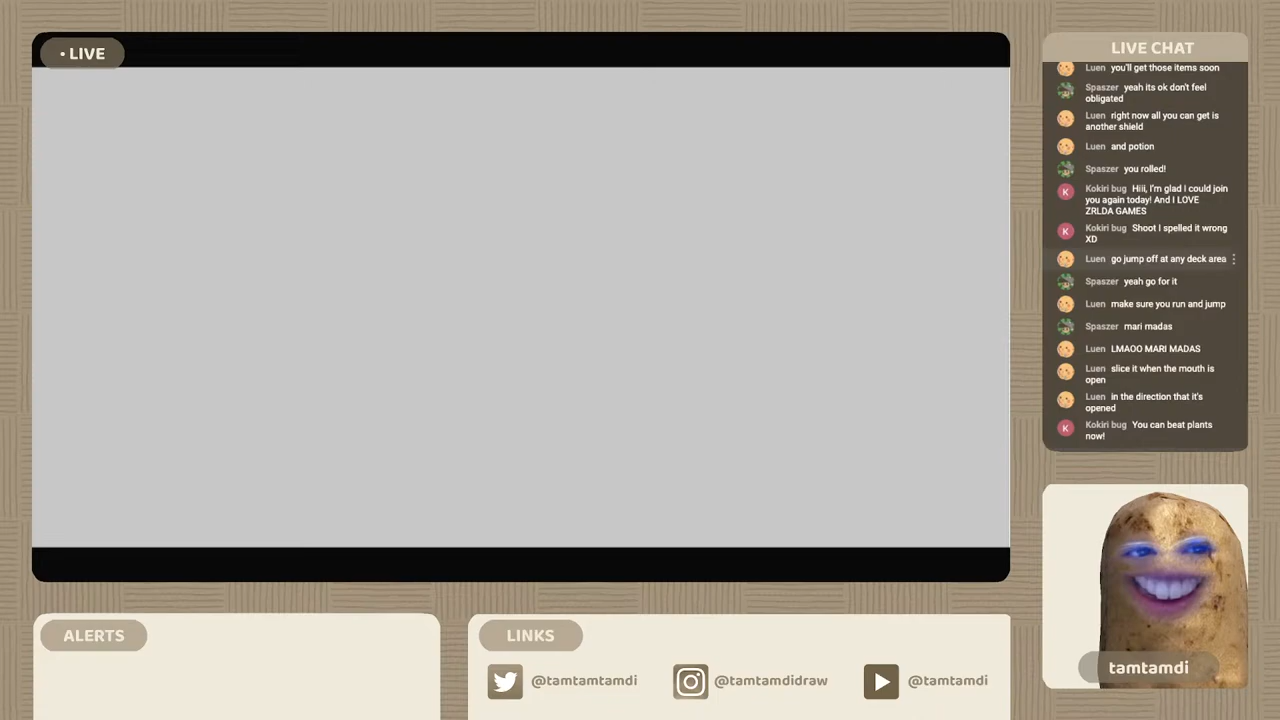 • LIVE
LIVE CHAT
Luen you'll get those items soon
Spaszer yeah its ok don't feel
obligated
Luen right now all you can get is
another shield
Luen and potion
Spaszer you rolled!
K Kokiri bug Hiii, I'm glad I could join
you again today! And I LOVE
ZRLDA GAMES
K Kokiri bug Shoot I spelled it wrong
XD
Luen go jump off at any deck area
Spaszer yeah go for it
Luen make sure you run and jump
Spaszer mari madas
Luen LMAOO MARI MADAS
Luen slice it when the mouth is
open
Luen in the direction that it's
opened
K Kokiri bug You can beat plants
now!
tamtamdi
ALERTS
LINKS
@tamtamtamdi
@tamtamdidraw
@tamtamdi